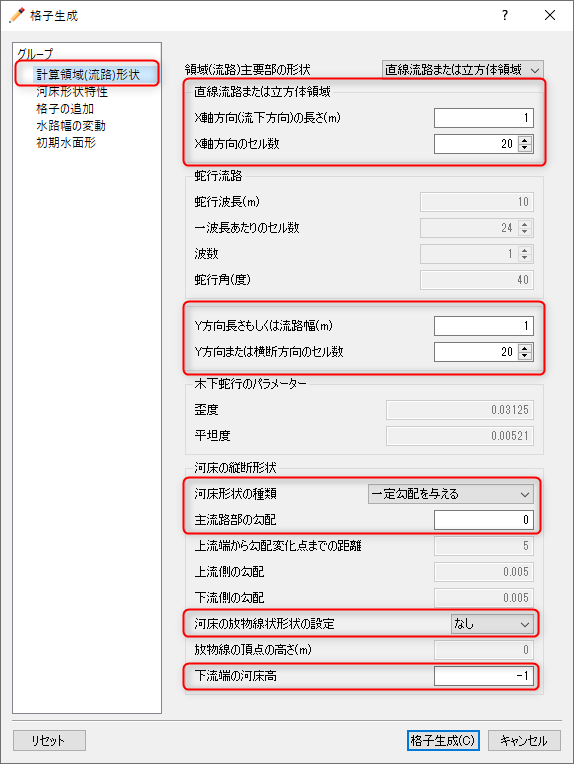 格子生成
グループ
計算領域(流路)形状
河床形状特性
格子の追加
水路幅の変動
初期水面形
領域(流路)主要部の形状 直線流路または立方体領域
直線流路または立方体領域
X軸方向(流下方向)の長さ(m) 1
X軸方向のセル数 20
蛇行流路
蛇行波長(m) 10
一波長あたりのセル数 24
波数 1
蛇行角(度) 40
Y方向長さもしくは流路幅(m) 1
Y方向または横断方向のセル数 20
木下蛇行のパラメーター
歪度 0.03125
平坦度 0.00521
河床の縦断形状
河床形状の種類 一定勾配を与える
主流路部の勾配 0
上流端から勾配変化点までの距離 5
上流側の勾配 0.005
下流側の勾配 0.005
河床の放物線状形状の設定 なし
放物線の頂点の高さ(m) 0
下流端の河床高 -1
リセット 格子生成(C) キャンセル